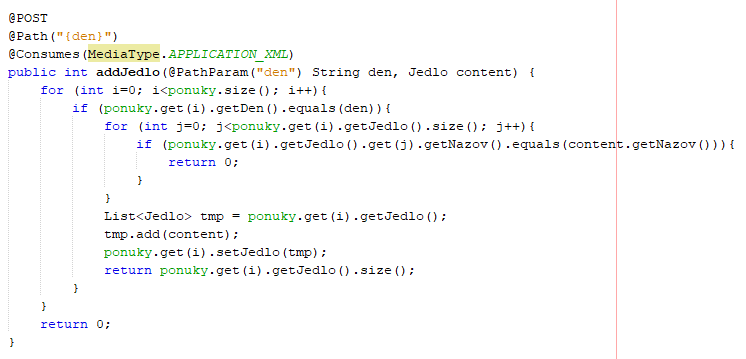 @POST
@Path("{den}")
@Consumes(MediaType.APPLICATION_XML)
public int addJedlo(@PathParam("den") String den, Jedlo content) {
    for (int i=0; i<ponuky.size(); i++){
        if (ponuky.get(i).getDen().equals(den)){
            for (int j=0; j<ponuky.get(i).getJedlo().size(); j++){
                if (ponuky.get(i).getJedlo().get(j).getNazov().equals(content.getNazov())){
                    return 0;
                }
            }
            List<Jedlo> tmp = ponuky.get(i).getJedlo();
            tmp.add(content);
            ponuky.get(i).setJedlo(tmp);
            return ponuky.get(i).getJedlo().size();
        }
    }
    return 0;
}